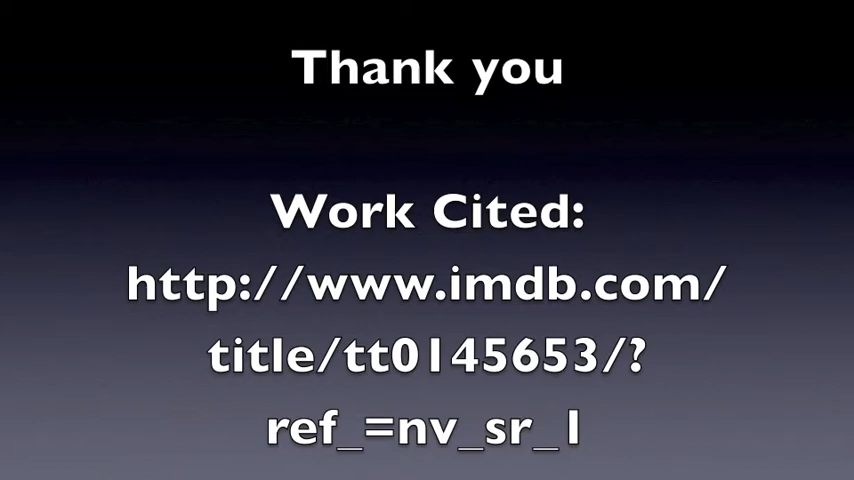 Thank you
Work Cited:
http://www.imdb.com/
title/tt0145653/?
ref_=nv_sr_1